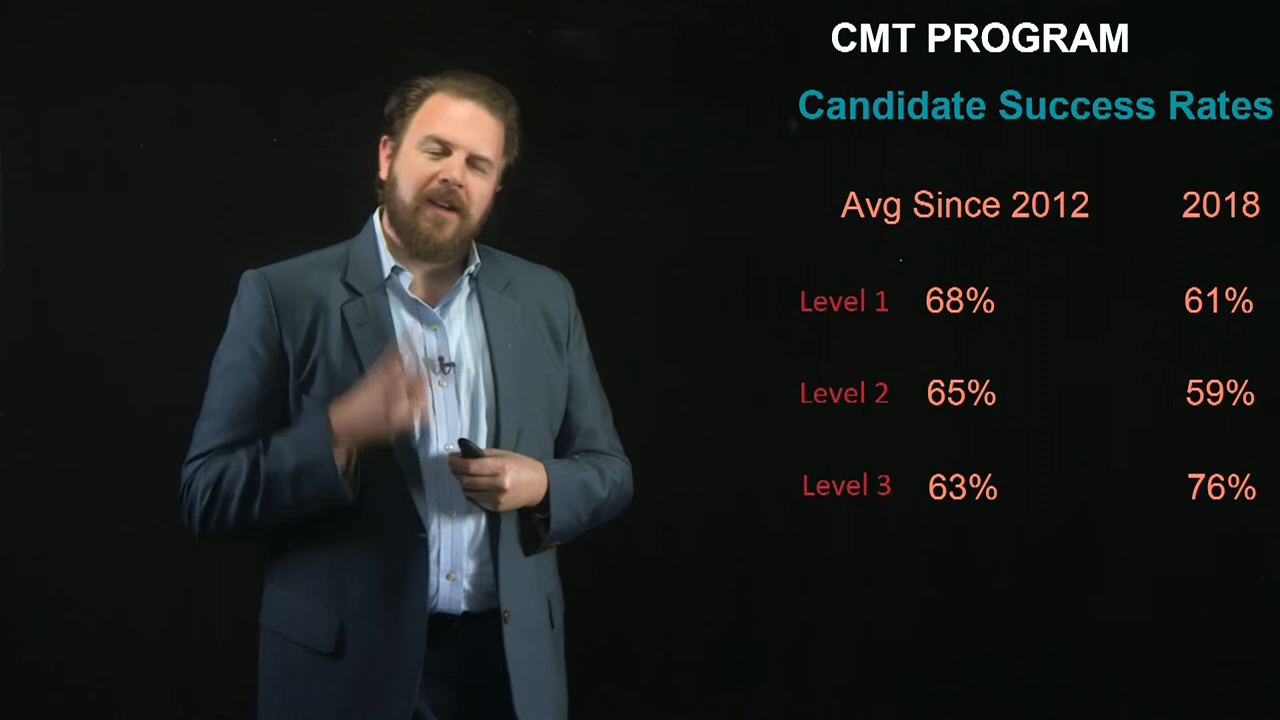 CMT PROGRAM
Candidate Success Rates
Avg Since 2012 2018
Level 1 68% 61%
Level 2 65% 59%
Level 3 63% 76%